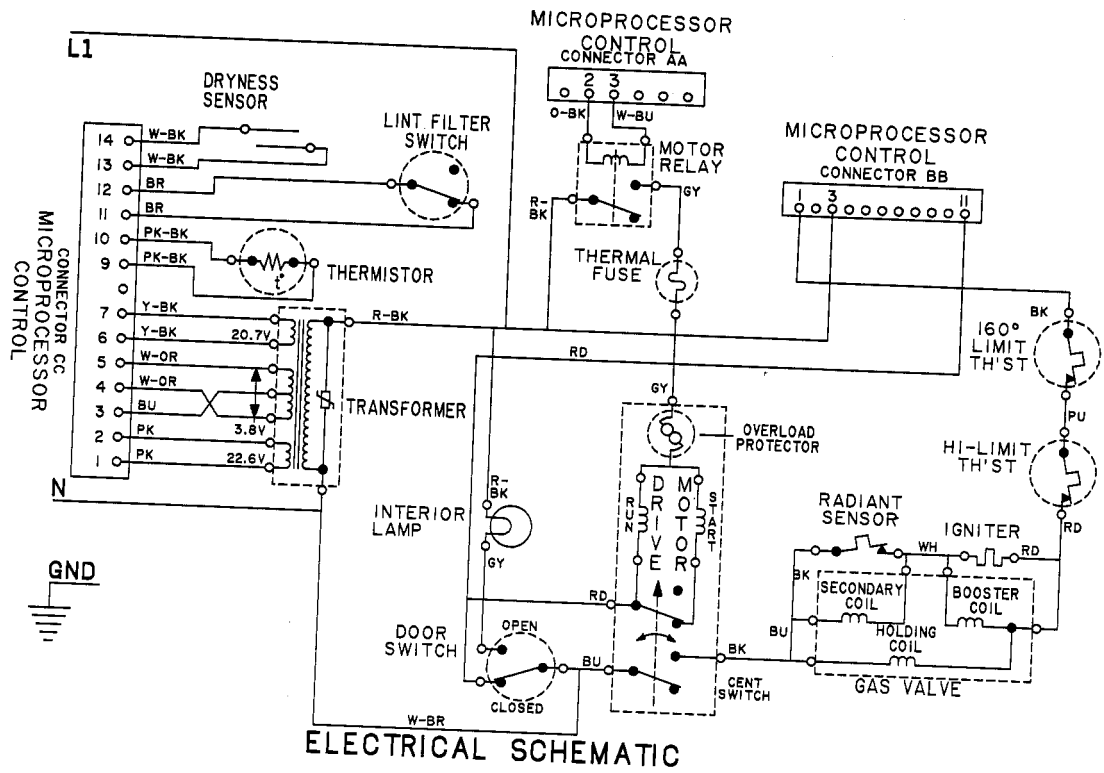 L1
DRYNESS
SENSOR
LINT FILTER
SWITCH
MICROPROCESSOR
CONTROL
CONNECTOR AA
2 3
O-BK
W-BU
MOTOR
RELAY
R-
BK
GY
THERMAL
FUSE
MICROPROCESSOR
CONTROL
CONNECTOR BB
1 3 11
CONNECTOR CC
MICROPROCESSOR
CONTROL
14 W-BK
13 W-BK
12 BR
11 BR
10 PK-BK
9 PK-BK
7 Y-BK
6 Y-BK 20.7V
5 W-OR
4 W-OR
3 BU 3.8V
2 PK
1 PK 22.6V
t°
THERMISTOR
R-BK
TRANSFORMER
RD
BK
160°
LIMIT
TH'ST
PU
HI-LIMIT
TH'ST
RD
GY
OVERLOAD
PROTECTOR
RUN
DRIVE
MOTOR
START
N
GND
R-
BK
INTERIOR
LAMP
GY
RD
DOOR
SWITCH
OPEN
CLOSED
BU
BK
CENT
SWITCH
W-BR
RADIANT
SENSOR
WH
IGNITER
RD
BK
SECONDARY
COIL
BOOSTER
COIL
BU
HOLDING
COIL
GAS VALVE
ELECTRICAL SCHEMATIC